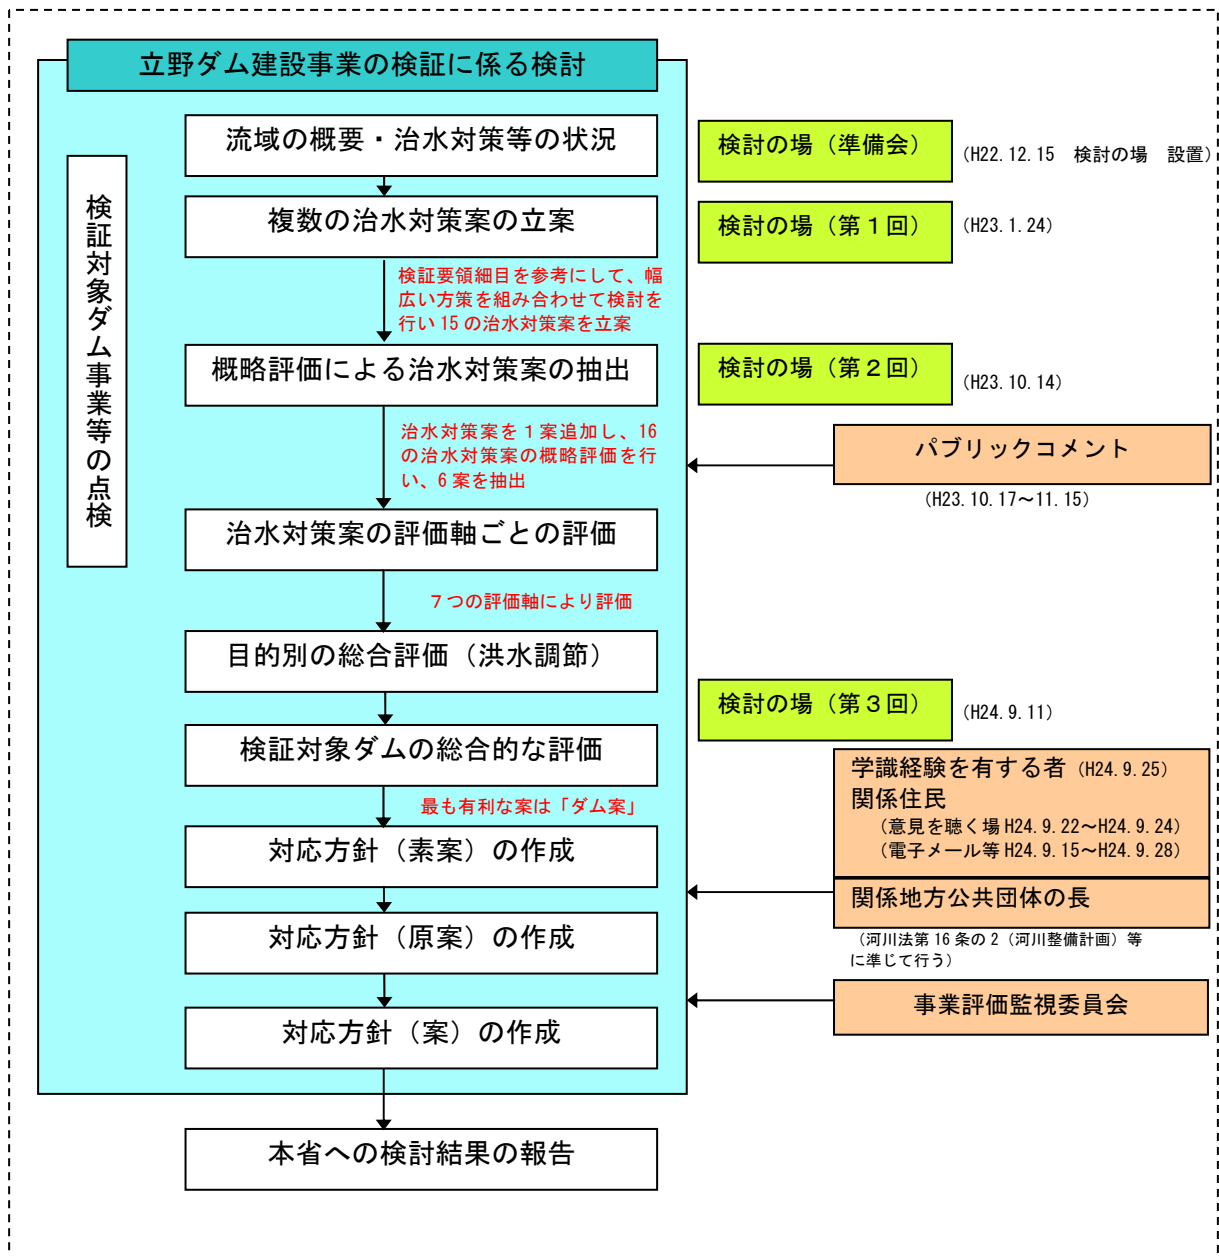 立野ダム建設事業の検証に係る検討
検証対象ダム事業等の点検
流域の概要・治水対策等の状況
検討の場（準備会）
（H22.12.15　検討の場　設置）
複数の治水対策案の立案
検討の場（第１回）
（H23.1.24）
検証要領細目を参考にして、幅
広い方策を組み合わせて検討を
行い15の治水対策案を立案
概略評価による治水対策案の抽出
検討の場（第２回）
（H23.10.14）
治水対策案を１案追加し、16
の治水対策案の概略評価を行
い、6案を抽出
パブリックコメント
（H23.10.17～11.15）
治水対策案の評価軸ごとの評価
７つの評価軸により評価
目的別の総合評価（洪水調節）
検討の場（第３回）
（H24.9.11）
検証対象ダムの総合的な評価
最も有利な案は「ダム案」
学識経験を有する者（H24.9.25）
関係住民
（意見を聴く場H24.9.22～H24.9.24）
（電子メール等H24.9.15～H24.9.28）
対応方針（素案）の作成
関係地方公共団体の長
（河川法第16条の2（河川整備計画）等
に準じて行う）
対応方針（原案）の作成
事業評価監視委員会
対応方針（案）の作成
本省への検討結果の報告